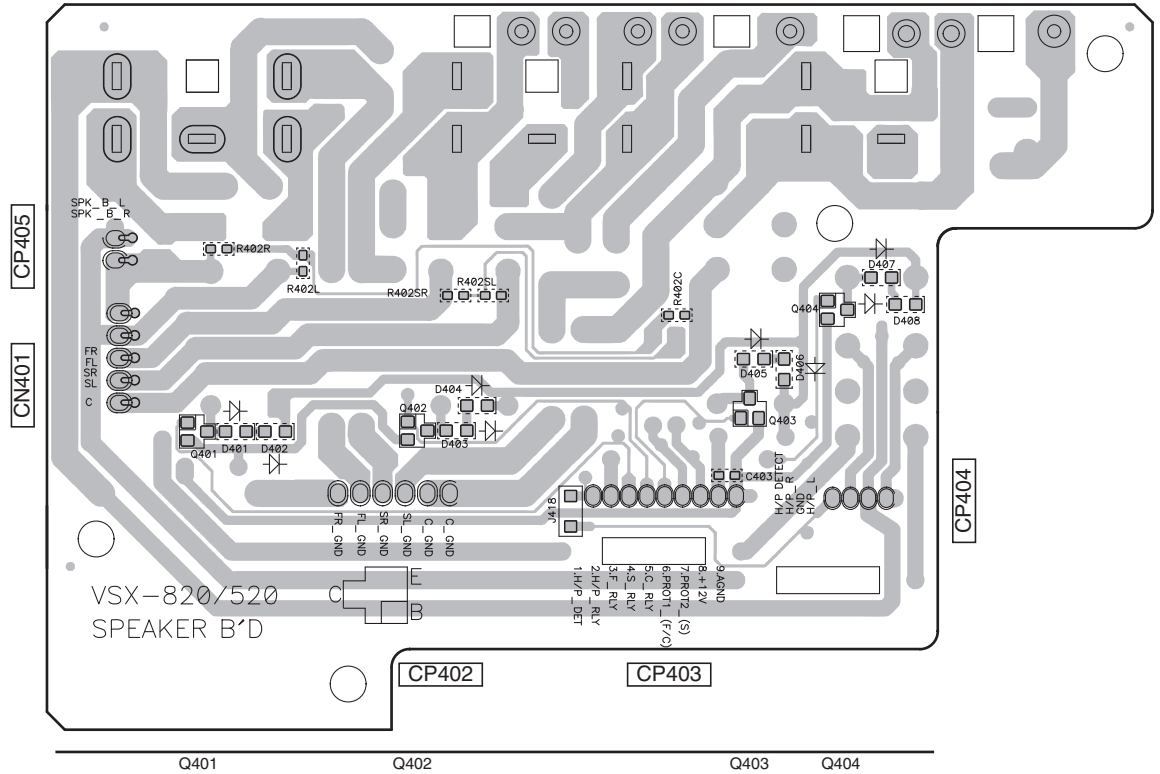 CP405
SPK_B_L
SPK_B_R
R402R
R402L
R402SR
R402SL
R402C
D407
Q404
D408
CN401
FR
FL
SR
SL
C
D404
Q402
D403
D405
D406
Q403
Q401
D401
D402
C403
H/P DETECT
H/P_R
GND
H/P_L
CP404
J418
FR_GND
FL_GND
SR_GND
SL_GND
C_GND
C_GND
1.H/P_DET
2.H/P_RLY
3.F_RLY
4.S_RLY
5.C_RLY
6.PROT1_(F/C)
7.PROT2_(S)
8.+12V
9.AGND
E
C
B
VSX-820/520
SPEAKER B'D
CP402
CP403
Q401 Q402 Q403 Q404